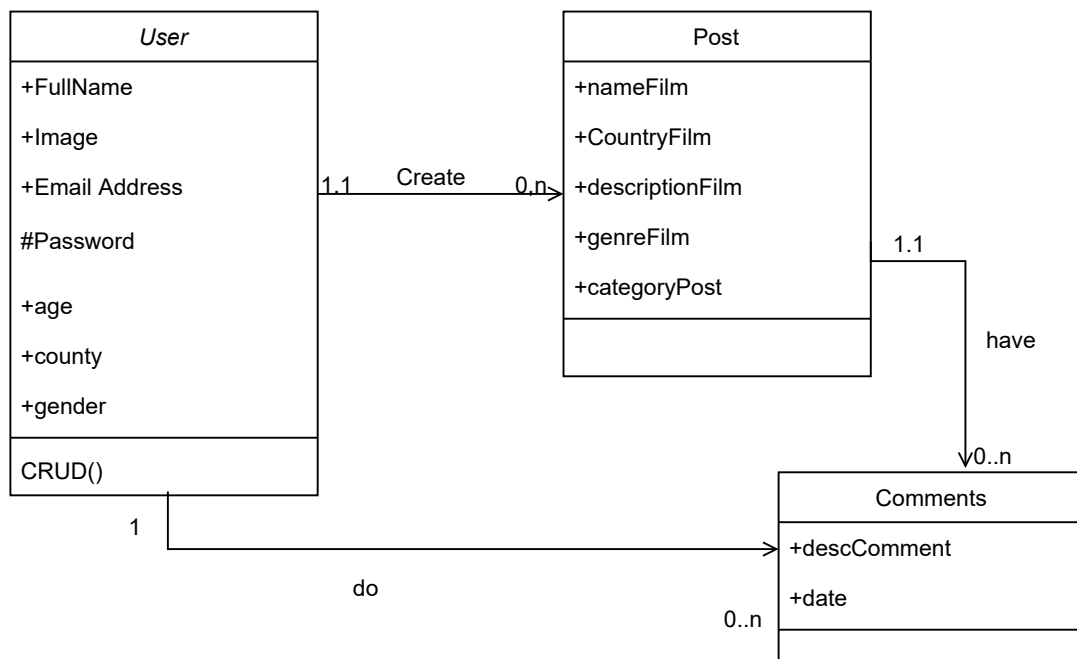 User
+FullName
+Image
+Email Address
#Password
+age
+county
+gender
CRUD()
1.1
Create
0,n
Post
+nameFilm
+CountryFilm
+descriptionFilm
+genreFilm
+categoryPost
1.1
have
0..n
1
do
0..n
Comments
+descComment
+date